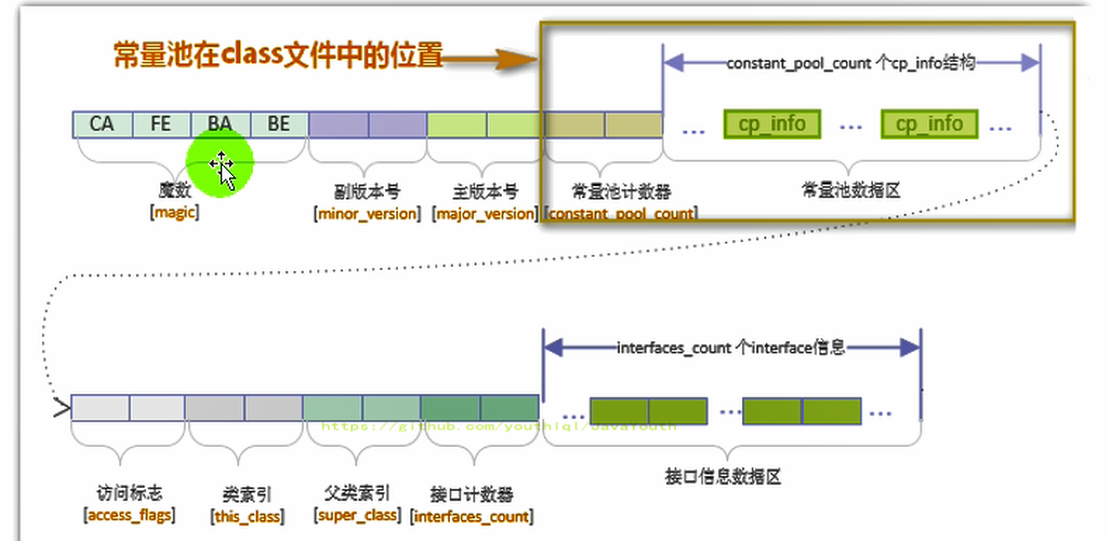 常量池在class文件中的位置
constant_pool_count 个cp_info结构
CA FE BA BE ... cp_info ... cp_info ...
魔数 副版本号 主版本号 常量池计数器 常量池数据区
[magic] [minor_version] [major_version] [constant_pool_count]
interfaces_count 个interface信息
... ... ...
https://github.com/youthlql/JavaYouth
访问标志 类索引 父类索引 接口计数器 接口信息数据区
[access_flags] [this_class] [super_class] [interfaces_count]